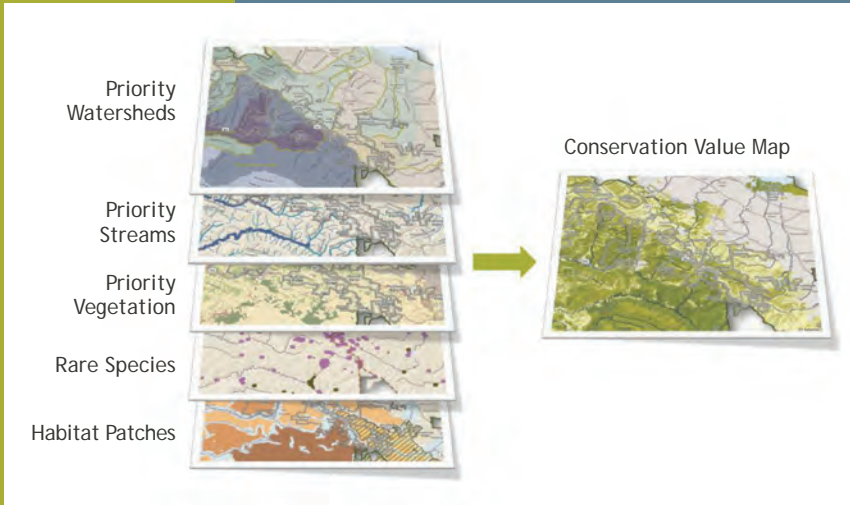 Priority
Watersheds
Priority
Streams
Priority
Vegetation
Rare Species
Habitat Patches
Conservation Value Map